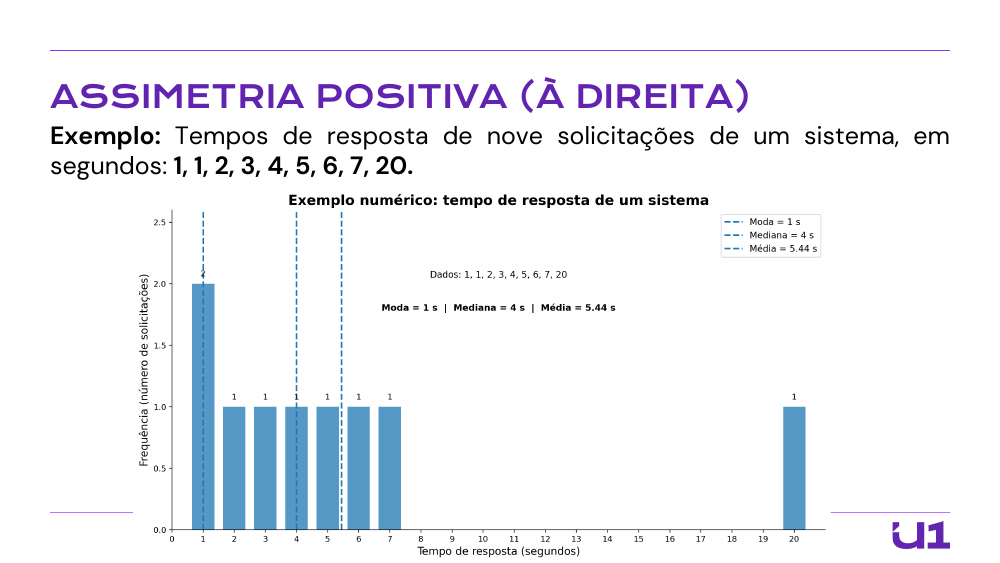 ASSIMETRIA POSITIVA (À DIREITA)
Exemplo: Tempos de resposta de nove solicitações de um sistema, em
segundos: 1, 1, 2, 3, 4, 5, 6, 7, 20.
Exemplo numérico: tempo de resposta de um sistema
Moda = 1 s
Mediana = 4 s
Média = 5.44 s
Dados: 1, 1, 2, 3, 4, 5, 6, 7, 20
Moda = 1 s | Mediana = 4 s | Média = 5.44 s
Frequência (número de solicitações)
2.5
2.0
1.5
1.0
0.5
0.0
2 1 1 1 1 1 1 1
0 1 2 3 4 5 6 7 8 9 10 11 12 13 14 15 16 17 18 19 20
Tempo de resposta (segundos)
u1